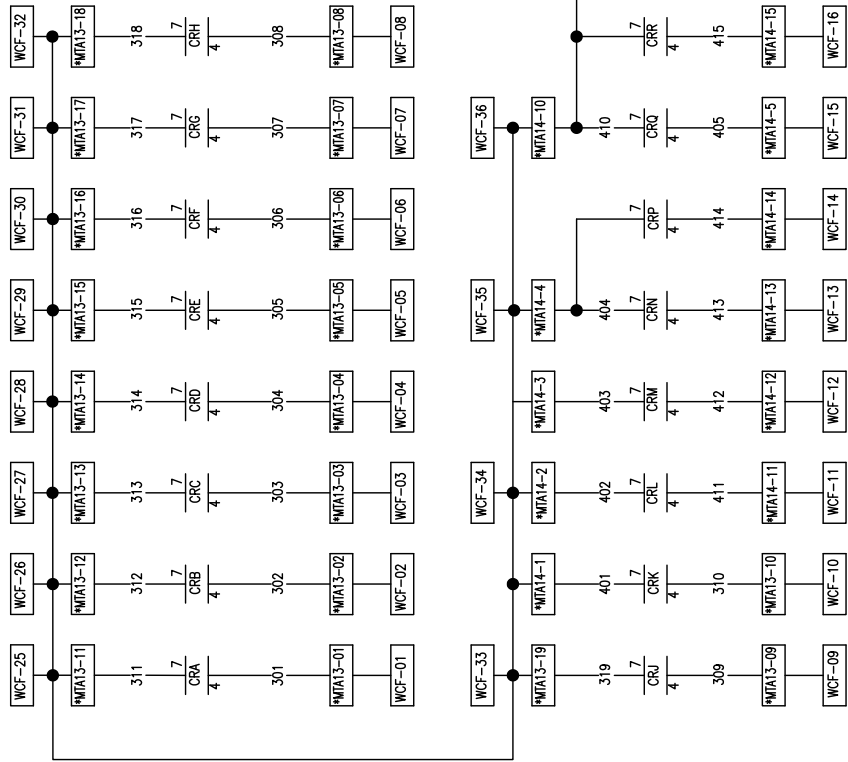 WCF-32
*MTA13-18
318
7
CRH
4
308
*MTA13-08
WCF-08
WCF-31
*MTA13-17
317
7
CRG
4
307
*MTA13-07
WCF-07
WCF-30
*MTA13-16
316
7
CRF
4
306
*MTA13-06
WCF-06
WCF-29
*MTA13-15
315
7
CRE
4
305
*MTA13-05
WCF-05
WCF-28
*MTA13-14
314
7
CRD
4
304
*MTA13-04
WCF-04
WCF-27
*MTA13-13
313
7
CRC
4
303
*MTA13-03
WCF-03
WCF-26
*MTA13-12
312
7
CRB
4
302
*MTA13-02
WCF-02
WCF-25
*MTA13-11
311
7
CRA
4
301
*MTA13-01
WCF-01
7
CRR
4
415
*MTA14-15
WCF-16
WCF-36
*MTA14-10
410
7
CRQ
4
405
*MTA14-5
WCF-15
7
CRP
4
414
*MTA14-14
WCF-14
WCF-35
*MTA14-4
404
7
CRN
4
413
*MTA14-13
WCF-13
*MTA14-3
403
7
CRM
4
412
*MTA14-12
WCF-12
WCF-34
*MTA14-2
402
7
CRL
4
411
*MTA14-11
WCF-11
*MTA14-1
401
7
CRK
4
310
*MTA13-10
WCF-10
WCF-33
*MTA13-19
319
7
CRJ
4
309
*MTA13-09
WCF-09